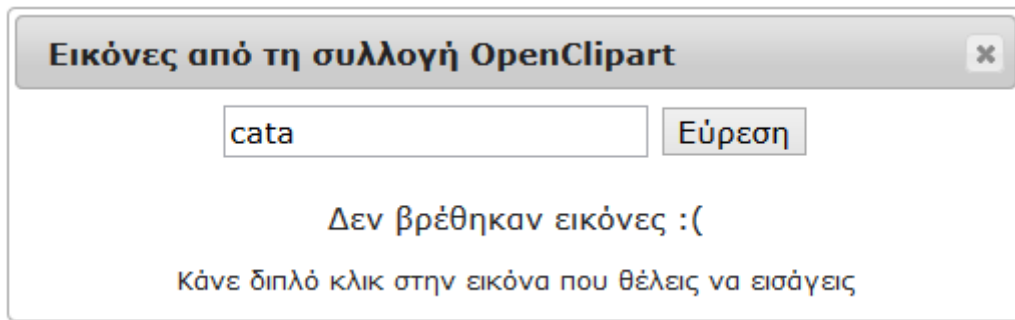 Εικόνες από τη συλλογή OpenClipart
cata Εύρεση
Δεν βρέθηκαν εικόνες :(
Κάνε διπλό κλικ στην εικόνα που θέλεις να εισάγεις